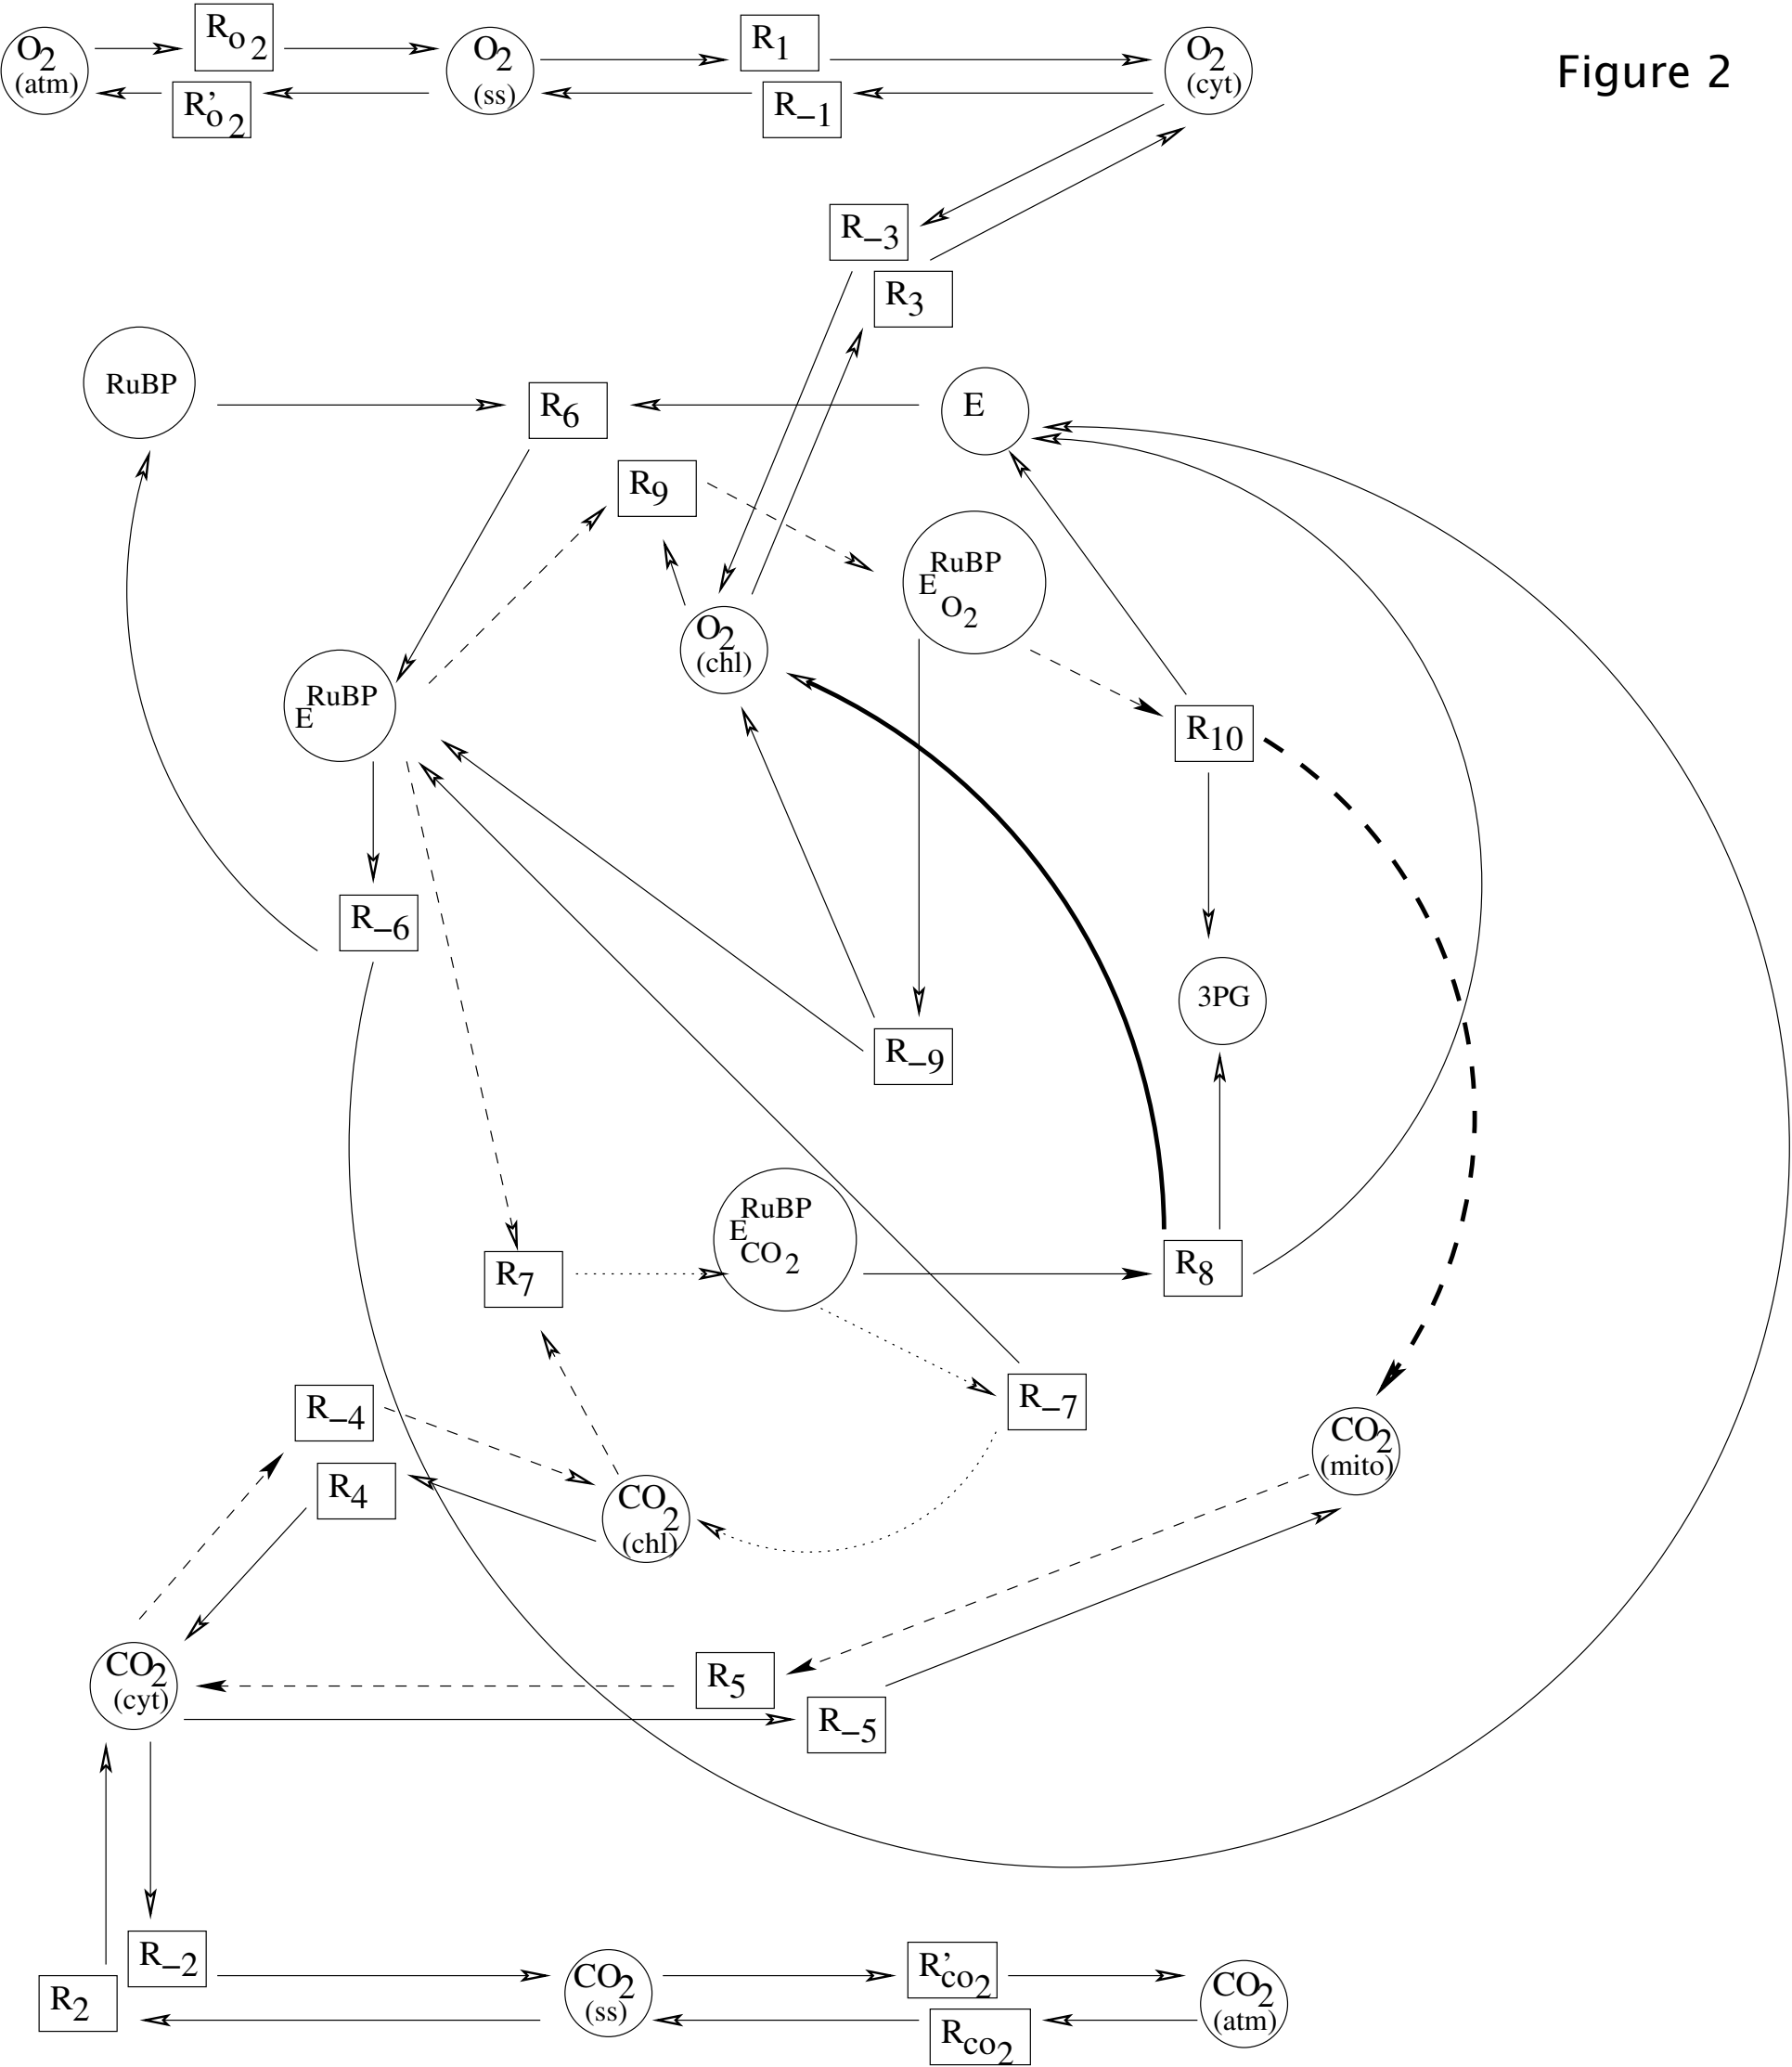 O2
(atm)
Ro2
R'o2
O2
(ss)
R1
R–1
O2
(cyt)
Figure 2
R–3
R3
RuBP
R6
E
R9
RuBP
E
O2
O2
(chl)
RuBP
E
R10
R–6
3PG
R–9
RuBP
E
CO2
R7
R8
R–7
R–4
R4
CO2
(chl)
CO2
(mito)
CO2
(cyt)
R5
R–5
R–2
R2
CO2
(ss)
R'co2
Rco2
CO2
(atm)